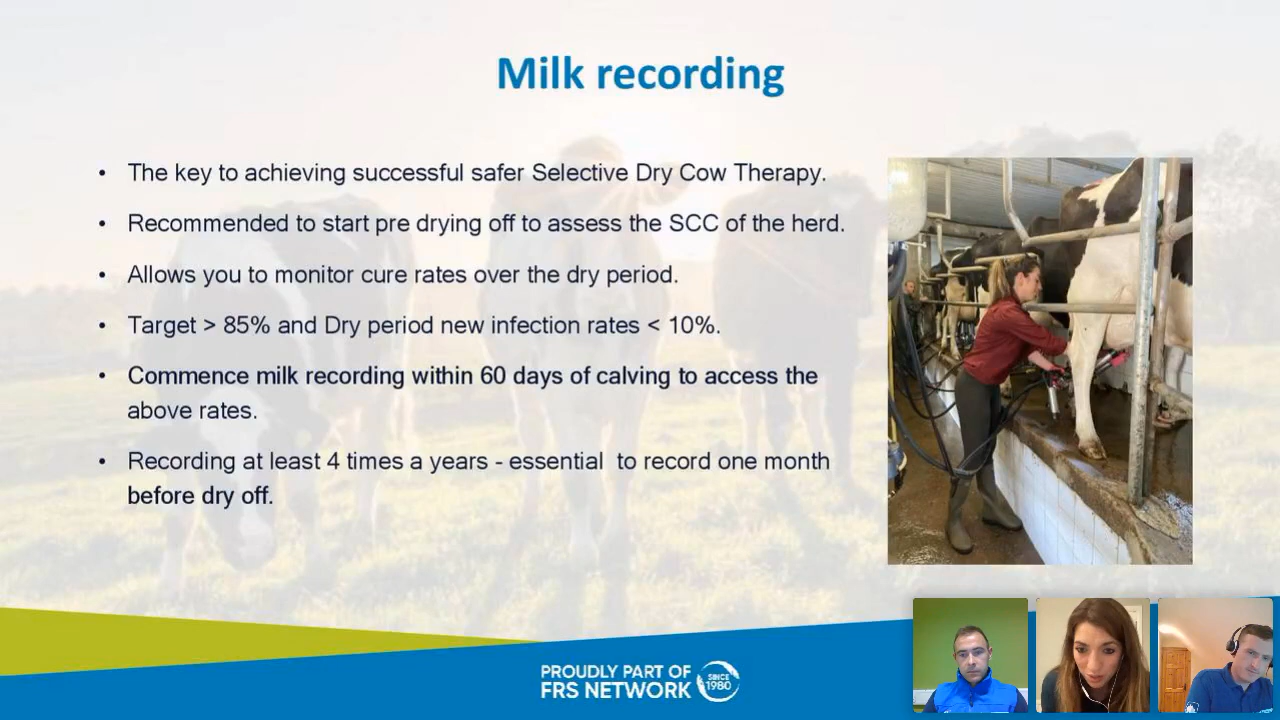 Milk recording
• The key to achieving successful safer Selective Dry Cow Therapy.
• Recommended to start pre drying off to assess the SCC of the herd.
• Allows you to monitor cure rates over the dry period.
• Target > 85% and Dry period new infection rates < 10%.
• Commence milk recording within 60 days of calving to access the
above rates.
• Recording at least 4 times a years - essential  to record one month
before dry off.
PROUDLY PART OF
FRS NETWORK
SINCE
1980